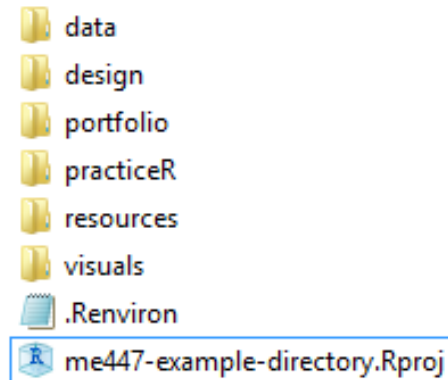 data
design
portfolio
practiceR
resources
visuals
.Renviron
me447-example-directory.Rproj